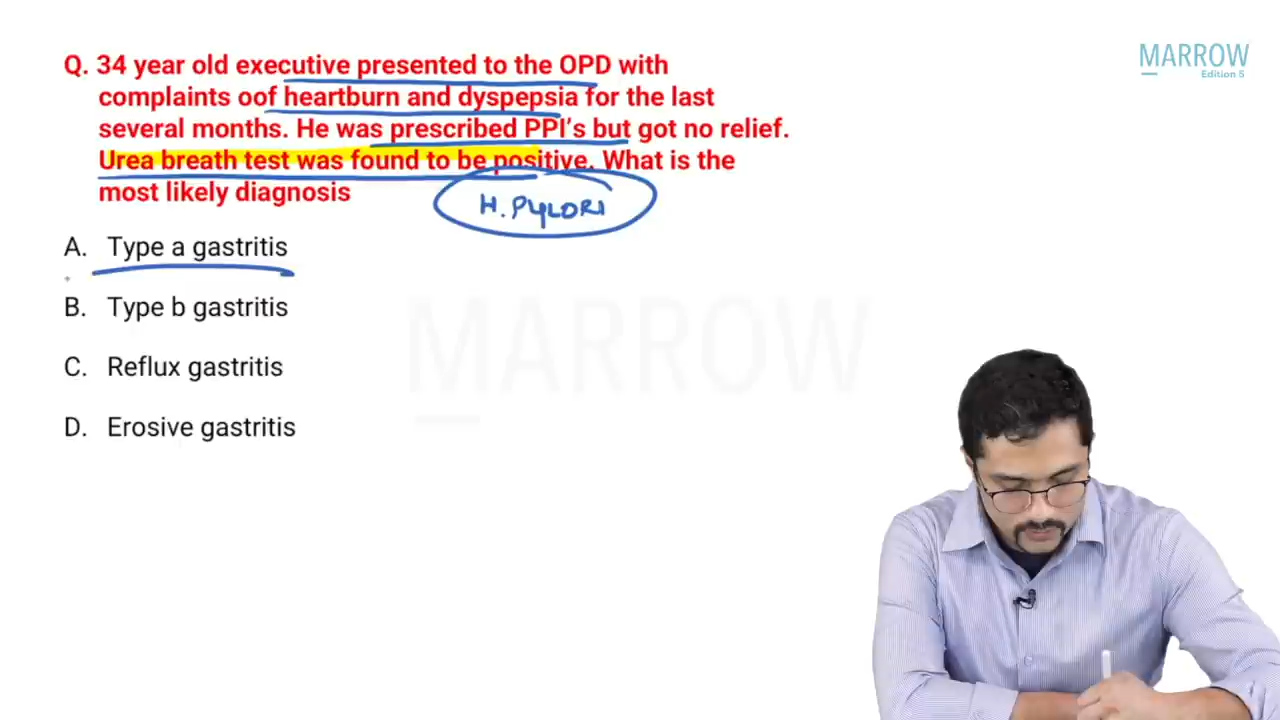 MARROW
Edition 5
Q. 34 year old executive presented to the OPD with
complaints oof heartburn and dyspepsia for the last
several months. He was prescribed PPI's but got no relief.
Urea breath test was found to be positive. What is the
most likely diagnosis
H. PYLORI
A. Type a gastritis
B. Type b gastritis
C. Reflux gastritis
D. Erosive gastritis
MARROW